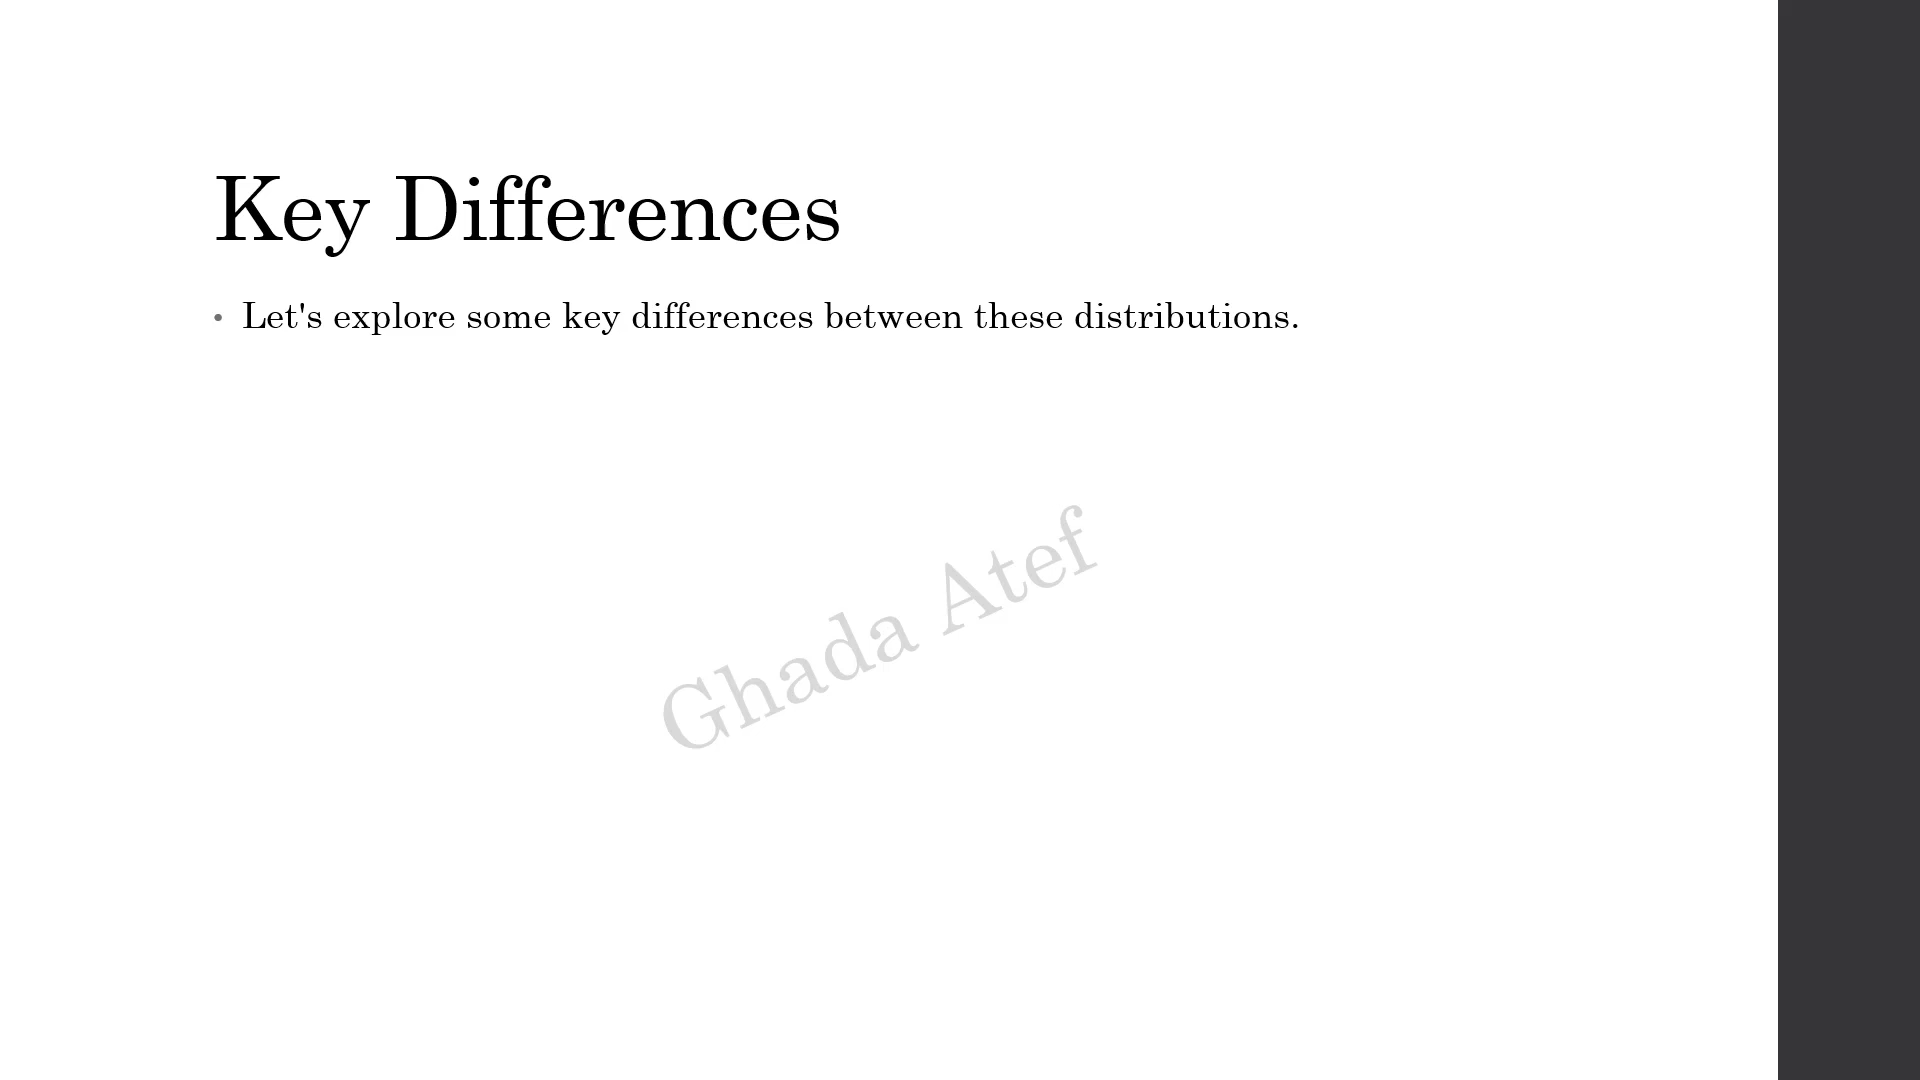 Key Differences
• Let's explore some key differences between these distributions.
Ghada Atef